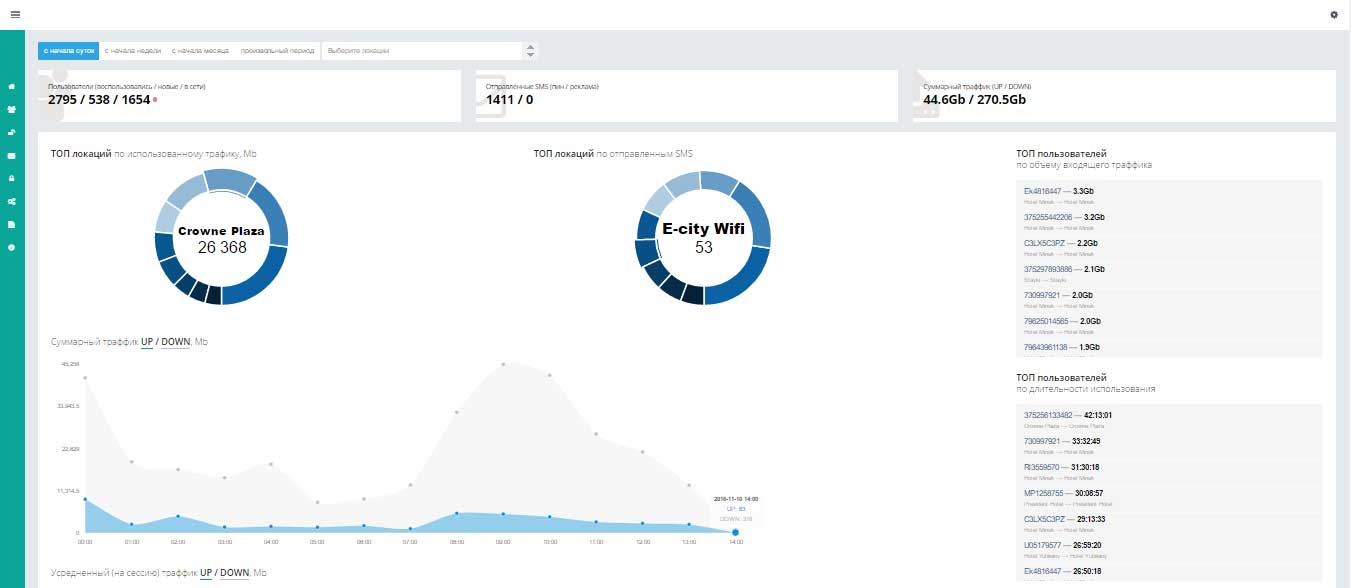 с начала суток с начала недели с начала месяца произвольный период Выберите локации
Пользователи (воспользовались / новые / в сети)
2795 / 538 / 1654
Отправленные SMS (пин / реклама)
1411 / 0
Суммарный траффик (UP / DOWN)
44.6Gb / 270.5Gb
ТОП локаций по использованному трафику, Mb
Crowne Plaza
26 368
ТОП локаций по отправленным SMS
E-city Wifi
53
ТОП пользователей
по объему входящего траффика
Ek4816447 — 3.3Gb
Hotel Minsk → Hotel Minsk
375255442206 — 3.2Gb
Hotel Minsk → Hotel Minsk
C3LX5C3PZ — 2.2Gb
Hotel Minsk → Hotel Minsk
375297893886 — 2.1Gb
Stayki → Stayki
730997921 — 2.0Gb
Hotel Minsk → Hotel Minsk
79625014565 — 2.0Gb
Hotel Minsk → Hotel Minsk
79643961138 — 1.9Gb
Суммарный траффик UP / DOWN, Mb
45,258
33,943.5
22,629
11,314.5
0
00:00 01:00 02:00 03:00 04:00 05:00 06:00 07:00 08:00 09:00 10:00 11:00 12:00 13:00 14:00
2016-11-10 14:00
UP: 83
DOWN: 316
ТОП пользователей
по длительности использования
375256133482 — 42:13:01
Crowne Plaza → Crowne Plaza
730997921 — 33:32:49
Hotel Minsk → Hotel Minsk
RI3559570 — 31:30:18
Hotel Minsk → Hotel Minsk
MP1258755 — 30:08:57
President Hotel → President Hotel
C3LX5C3PZ — 29:13:33
Hotel Minsk → Hotel Minsk
U05179577 — 26:59:20
Hotel Yubileiny → Hotel Yubileiny
Ek4816447 — 26:50:18
Усредненный (на сессию) траффик UP / DOWN, Mb